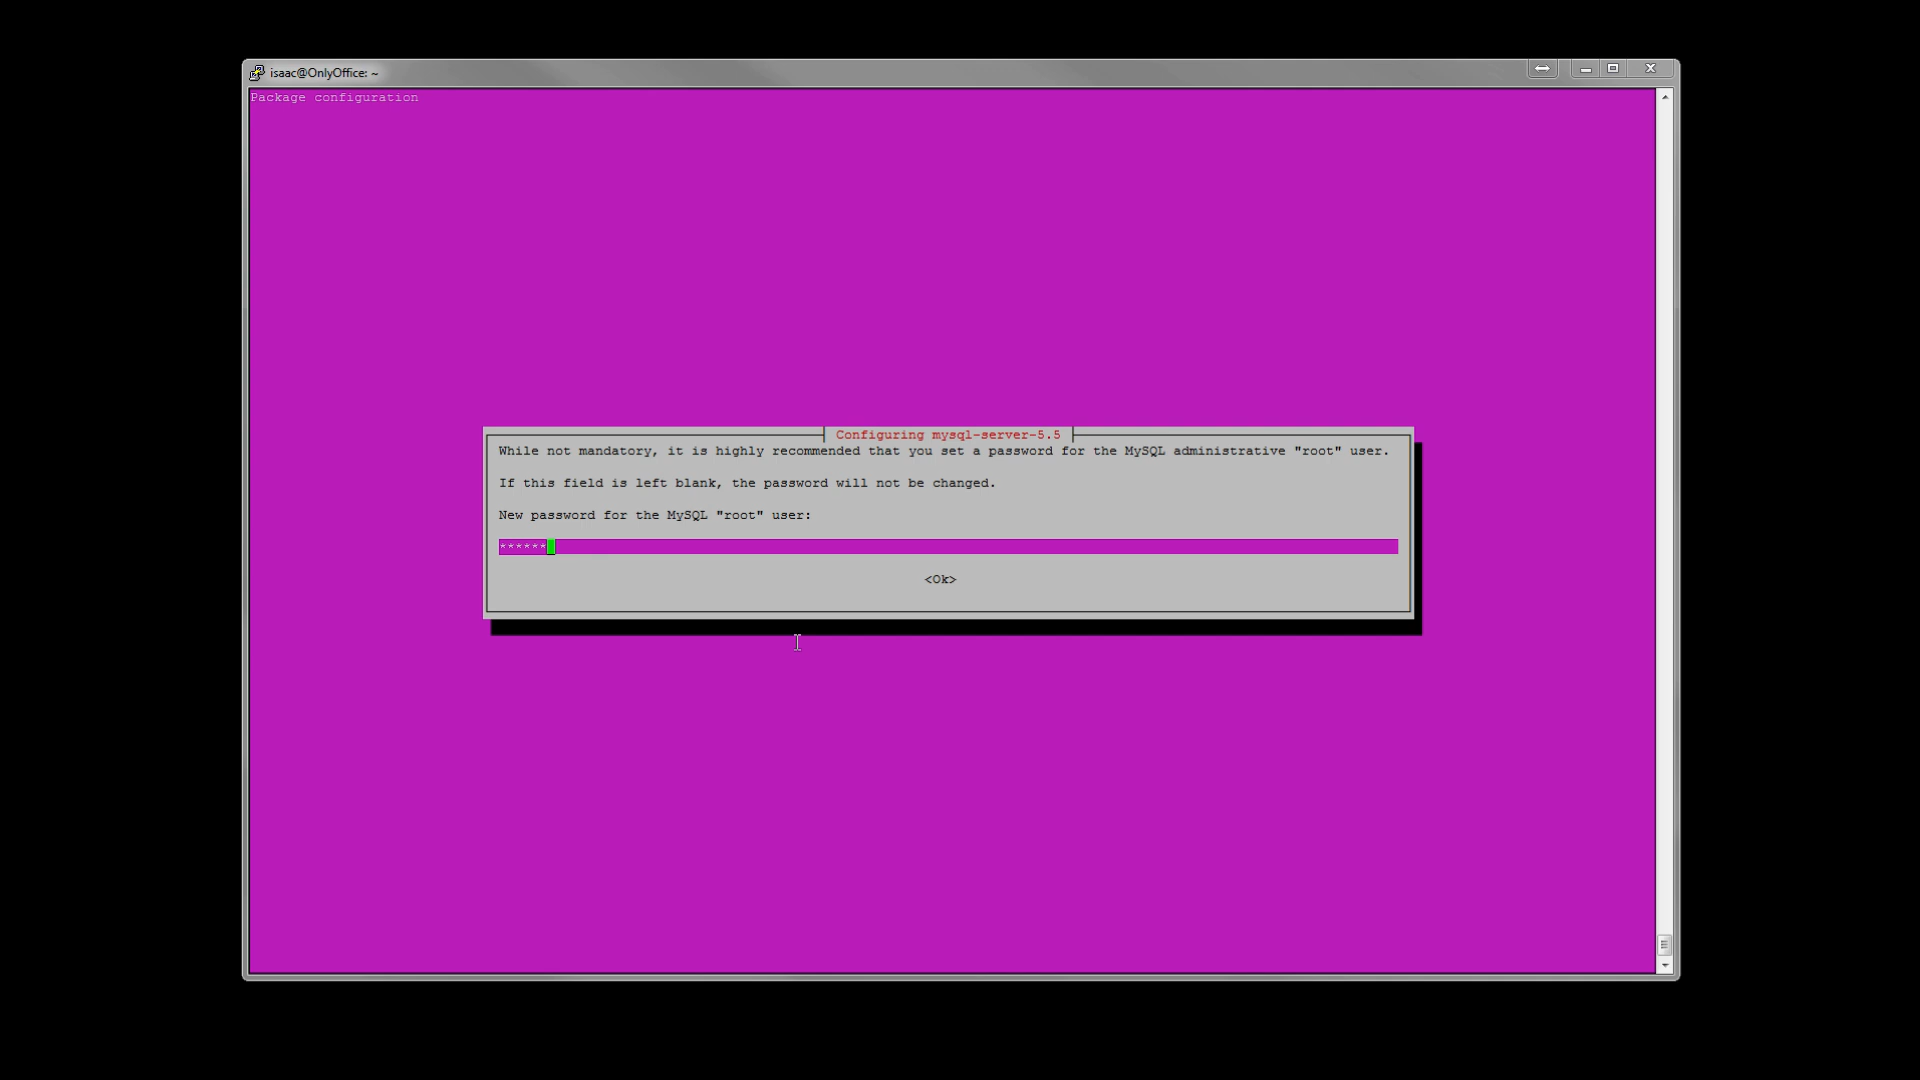 isaac@OnlyOffice: ~
Package configuration
Configuring mysql-server-5.5
While not mandatory, it is highly recommended that you set a password for the MySQL administrative "root" user.
If this field is left blank, the password will not be changed.
New password for the MySQL "root" user:
******
<Ok>